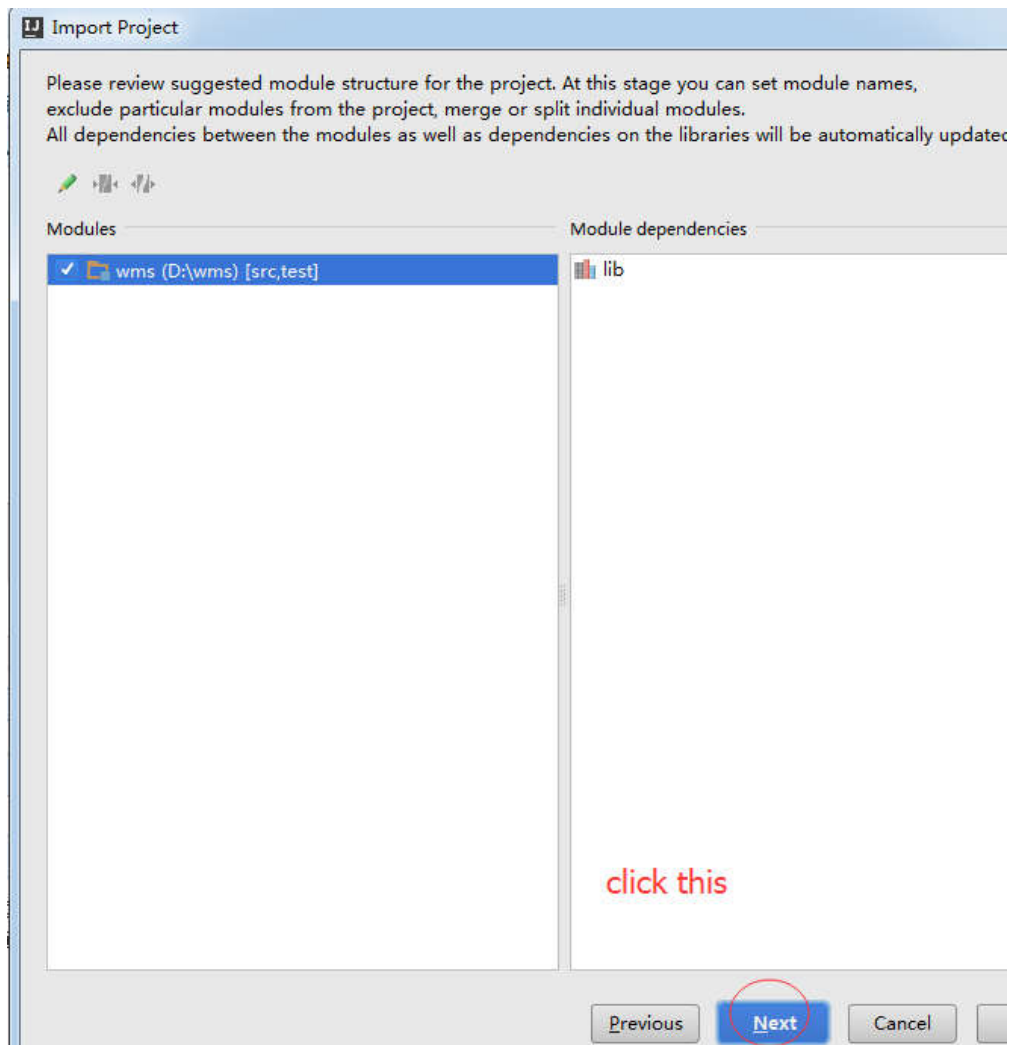 Import Project
Please review suggested module structure for the project. At this stage you can set module names,
exclude particular modules from the project, merge or split individual modules.
All dependencies between the modules as well as dependencies on the libraries will be automatically updated
Modules
Module dependencies
wms (D:\wms) [src,test]
lib
click this
Previous
Next
Cancel